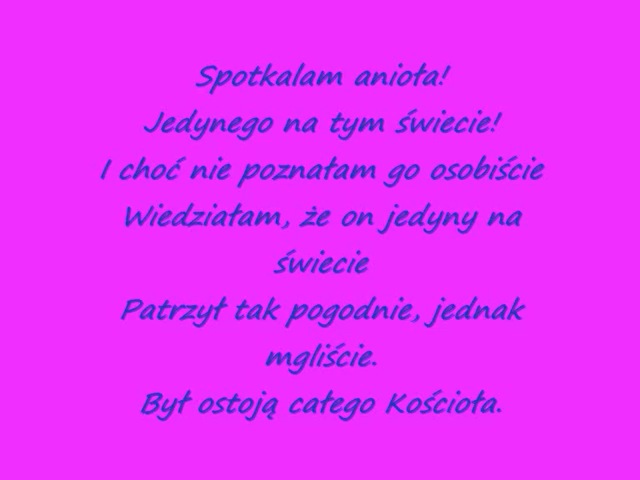 Spotkalam anioła!
Jedynego na tym świecie!
I choć nie poznałam go osobiście
Wiedziałam, że on jedyny na
świecie
Patrzył tak pogodnie, jednak
mgliście.
Był ostoją całego Kościoła.